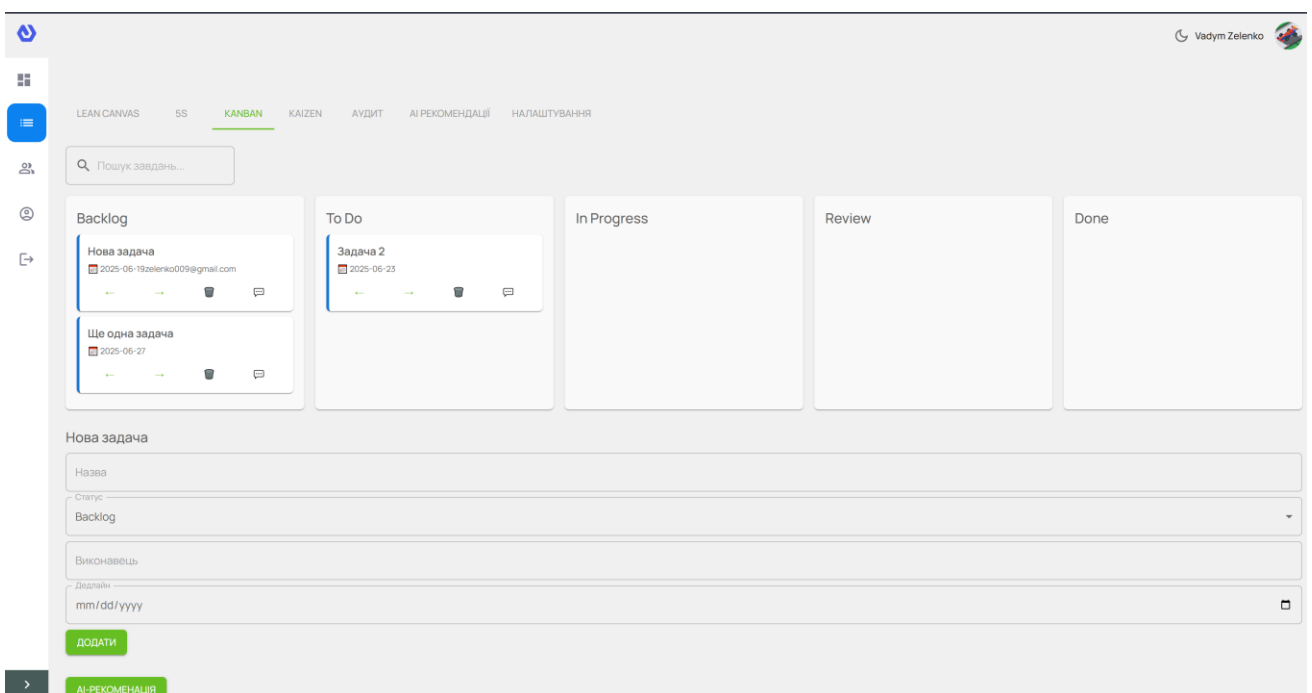 Vadym Zelenko
LEAN CANVAS 5S KANBAN KAIZEN АУДИТ AI РЕКОМЕНДАЦІЇ НАЛАШТУВАННЯ
Пошук завдань...
Backlog To Do In Progress Review Done
Нова задача Задача 2
2025-06-19zelenko009@gmail.com 2025-06-23
← → ← →
Ще одна задача
2025-06-27
← →
Нова задача
Назва
Статус
Backlog
Виконавець
Дедлайн
mm/dd/yyyy
ДОДАТИ
AI-РЕКОМЕНАЦІЯ